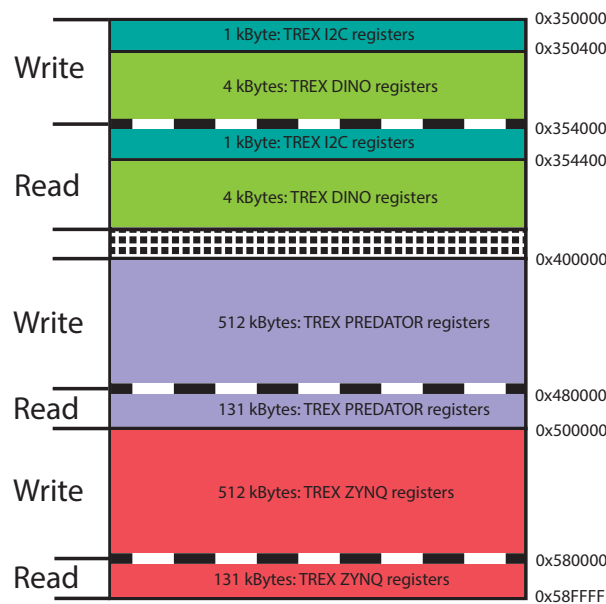 0x350000
1 kByte: TREX I2C registers
0x350400
Write
4 kBytes: TREX DINO registers
0x354000
1 kByte: TREX I2C registers
0x354400
Read
4 kBytes: TREX DINO registers
0x400000
Write
512 kBytes: TREX PREDATOR registers
0x480000
Read
131 kBytes: TREX PREDATOR registers
0x500000
Write
512 kBytes: TREX ZYNQ registers
0x580000
Read
131 kBytes: TREX ZYNQ registers
0x58FFFF